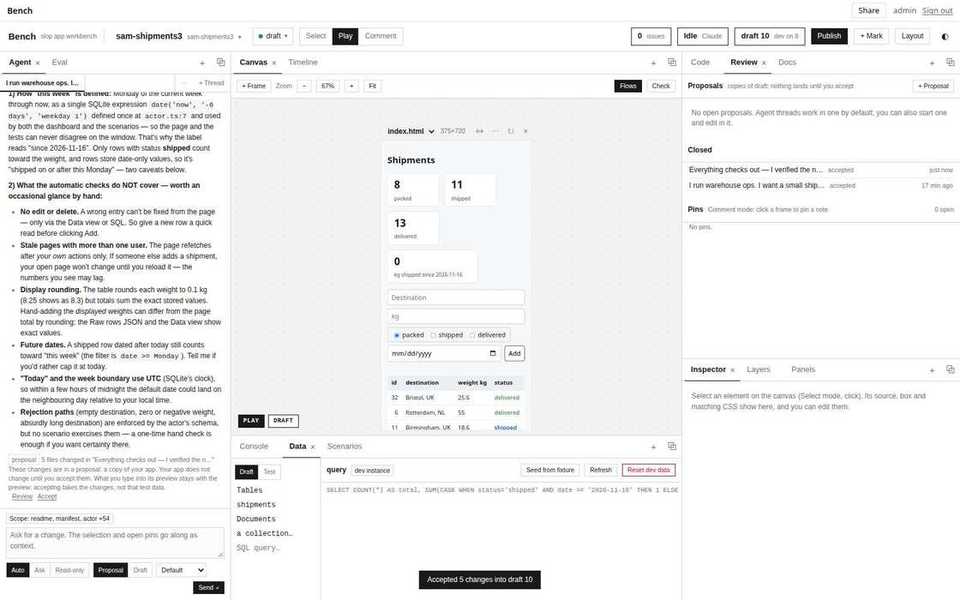 Bench
Share admin Sign out
Bench slop app workbench sam-shipments3 sam-shipments3 draft Select Play Comment 0 issues Idle Claude draft 10 dev on 8 Publish + Mark Layout
Agent × Eval
I run warehouse ops. I... ... + Thread
1) How "this week" is defined: Monday of the current week
through now, as a single SQLite expression date('now', '-6
days', 'weekday 1') defined once at actor.ts:7 and used
by both the dashboard and the scenarios — so the page and the
tests can never disagree on the window. That's why the label
reads "since 2026-11-16". Only rows with status shipped count
toward the weight, and rows store date-only values, so it's
"shipped on or after this Monday" — two caveats below.
2) What the automatic checks do NOT cover — worth an
occasional glance by hand:
• No edit or delete. A wrong entry can't be fixed from the page
— only via the Data view or SQL. So give a new row a quick
read before clicking Add.
• Stale pages with more than one user. The page refetches
after your own actions only. If someone else adds a shipment,
your open page won't change until you reload it — the
numbers you see may lag.
• Display rounding. The table rounds each weight to 0.1 kg
(8.25 shows as 8.3) but totals sum the exact stored values.
Hand-adding the displayed weights can differ from the page
total by rounding: the Raw rows JSON and the Data view show
exact values.
• Future dates. A shipped row dated after today still counts
toward "this week" (the filter is date >= Monday ). Tell me if
you'd rather cap it at today.
• "Today" and the week boundary use UTC (SQLite's clock),
so within a few hours of midnight the default date could land on
the neighbouring day relative to your local time.
• Rejection paths (empty destination, zero or negative weight,
absurdly long destination) are enforced by the actor's schema,
but no scenario exercises them — a one-time hand check is
enough if you want certainty there.
proposal 5 files changed in "Everything checks out — I verified the n..."
These changes are in a proposal: a copy of your app. Your app does not
change until you accept them. What you type into its preview stays with the
preview; accepting takes the changes, not that test data.
Review Accept
Scope: readme, manifest, actor +54
Ask for a change. The selection and open pins go along as
context.
Auto Ask Read-only Proposal Draft Default
Send
Canvas × Timeline
+ Frame Zoom − 67% + Fit Flows Check
index.html 375×720 ×
Shipments
8
packed
11
shipped
13
delivered
0
kg shipped since 2026-11-16
Destination
kg
packed shipped delivered
mm/dd/yyyy Add
id destination weight kg status
32 Bristol, UK 25.6 delivered
6 Rotterdam, NL 55 delivered
11 Birmingham, UK 18.6 shipped
PLAY DRAFT
Console Data × Scenarios
Draft Test
Tables
shipments
Documents
a collection…
SQL query…
query dev instance Seed from fixture Refresh Reset dev data
SELECT COUNT(*) AS total, SUM(CASE WHEN status='shipped' AND date >= '2026-11-16' THEN 1 ELSE
Accepted 5 changes into draft 10
Code Review × Docs
Proposals copies of draft: nothing lands until you accept + Proposal
No open proposals. Agent threads work in one by default, you can also start one
and edit in it.
Closed
Everything checks out — I verified the n... accepted just now
I run warehouse ops. I want a small ship... accepted 17 min ago
Pins Comment mode: click a frame to pin a note 0 open
No pins.
Inspector × Layers Panels
Select an element on the canvas (Select mode, click). Its source, box and
matching CSS show here, and you can edit them.